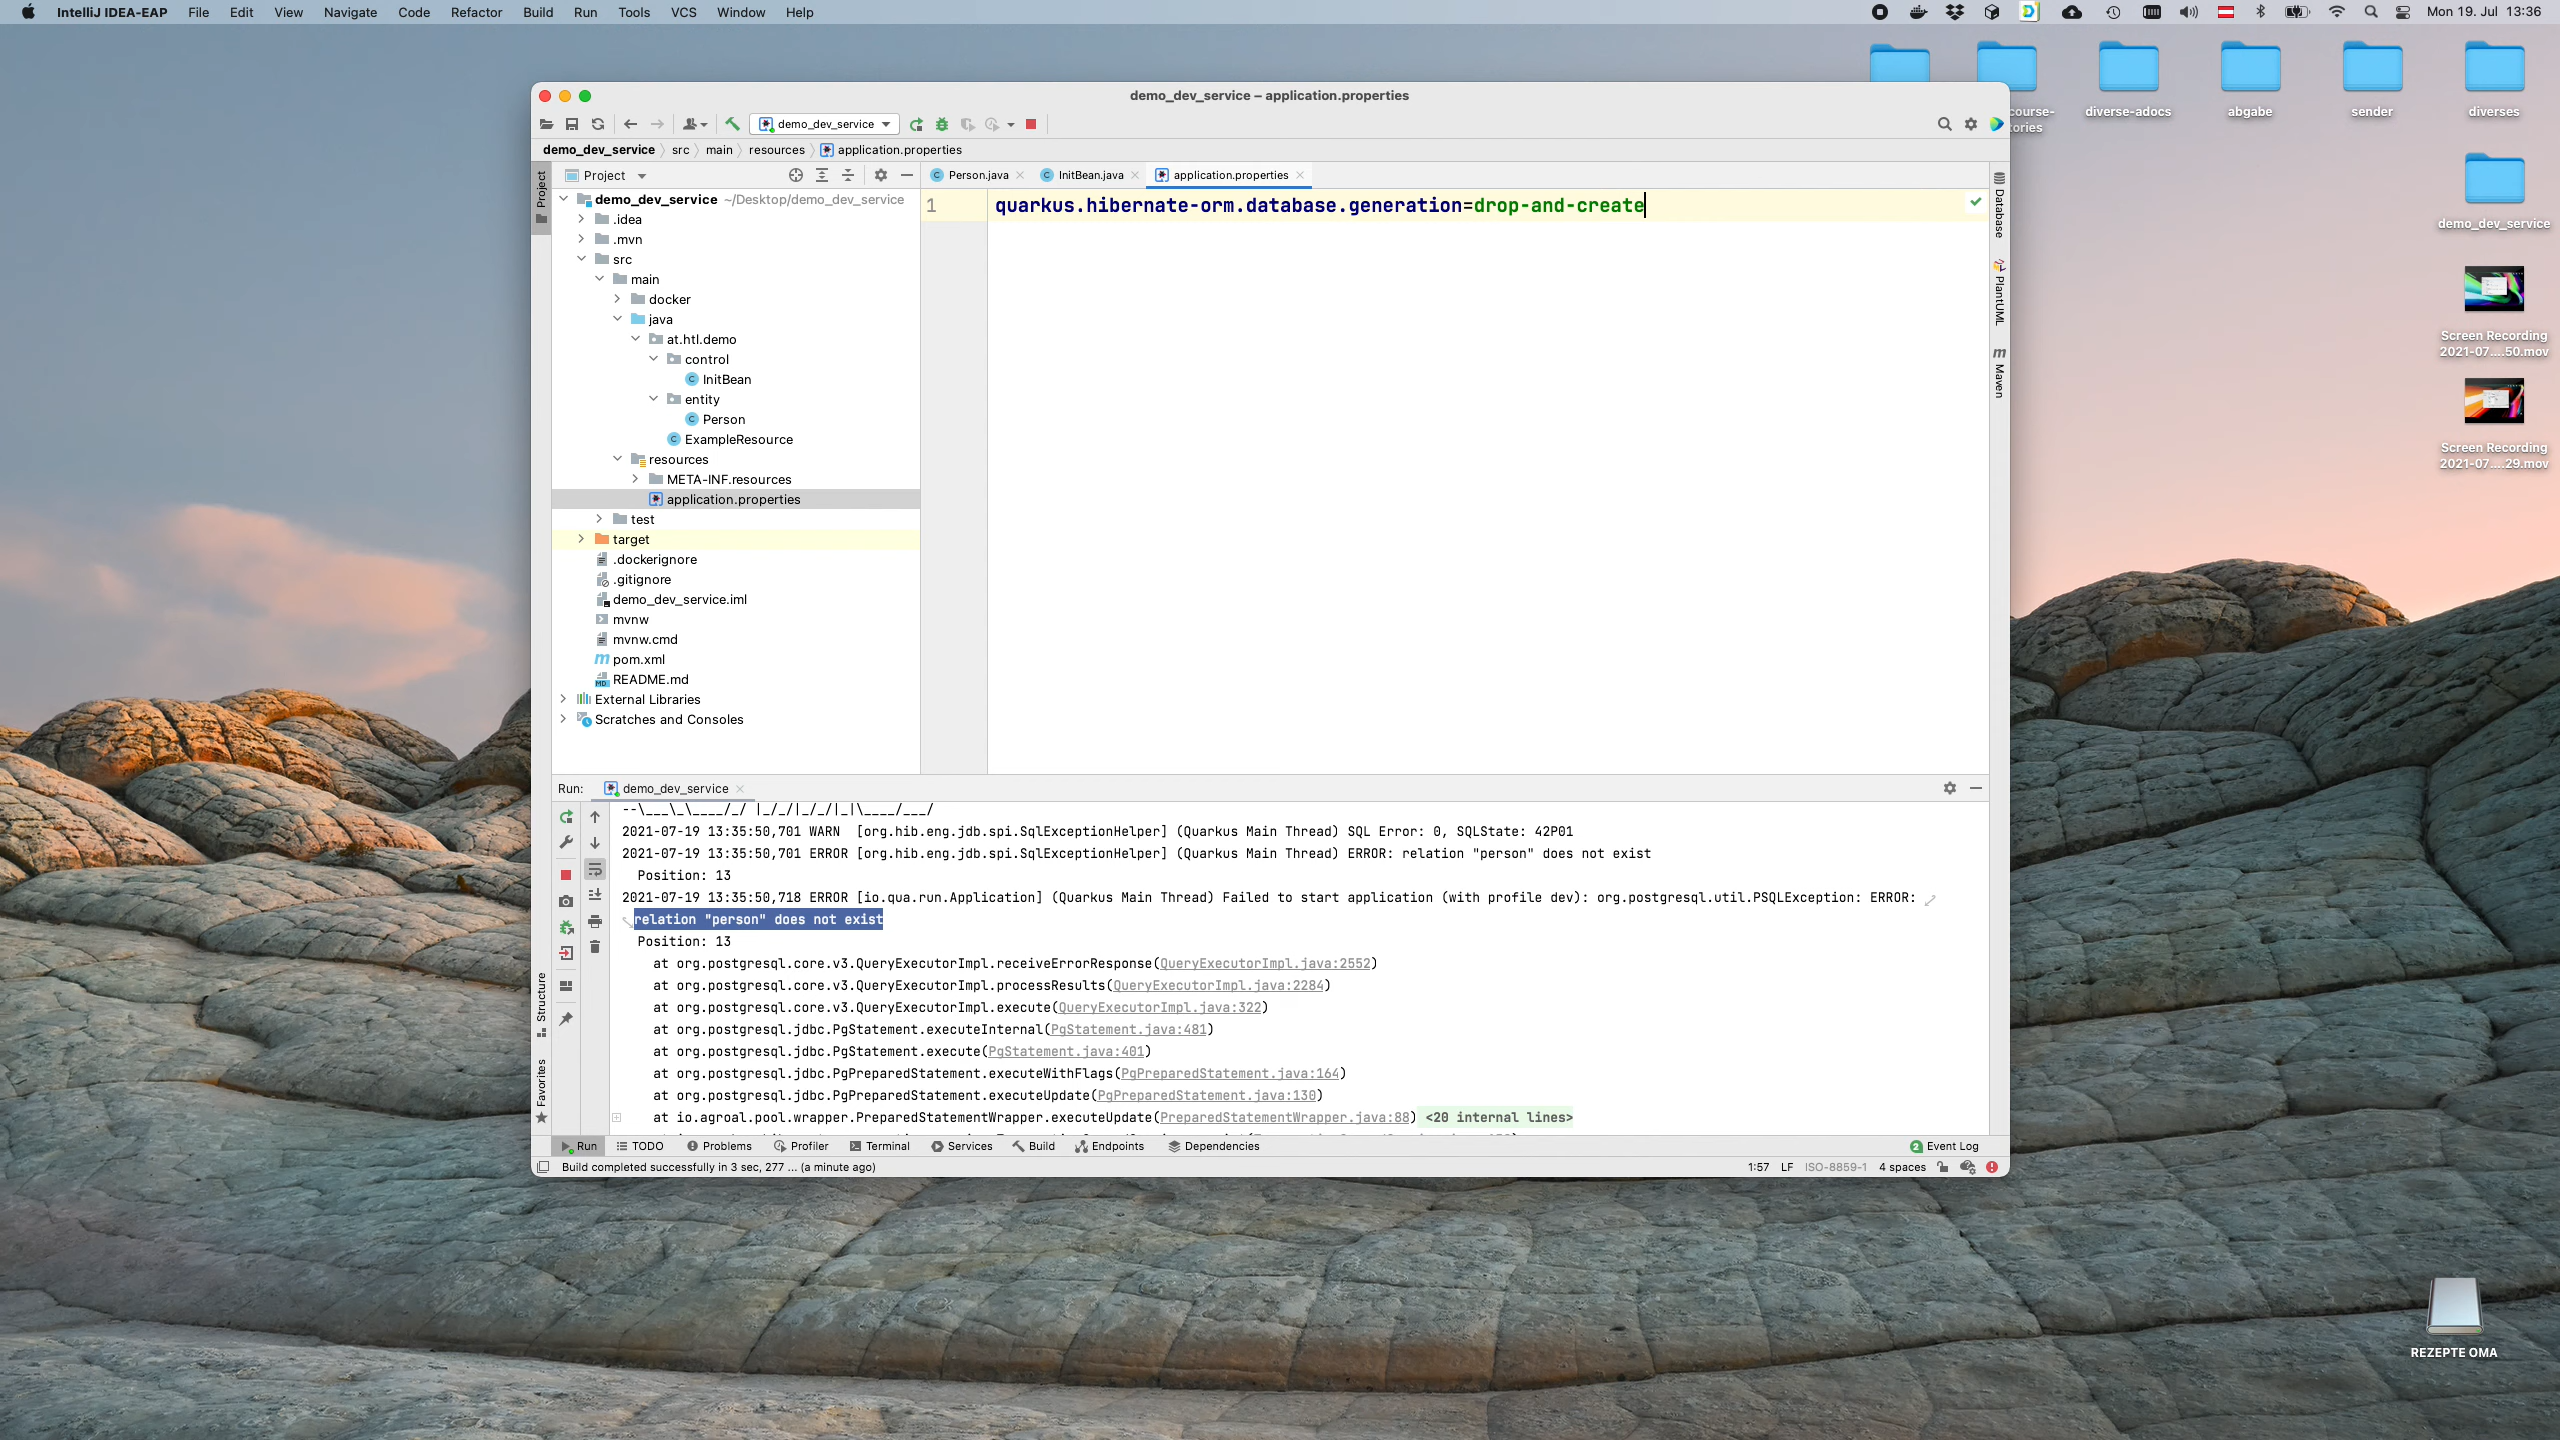 IntelliJ IDEA-EAP File Edit View Navigate Code Refactor Build Run Tools VCS Window Help Mon 19. Jul 13:36
demo_dev_service – application.properties
demo_dev_service
demo_dev_service src main resources application.properties
Project
Person.java InitBean.java application.properties
demo_dev_service ~/Desktop/demo_dev_service
.idea
.mvn
src
main
docker
java
at.htl.demo
control
InitBean
entity
Person
ExampleResource
resources
META-INF.resources
application.properties
test
target
.dockerignore
.gitignore
demo_dev_service.iml
mvnw
mvnw.cmd
pom.xml
README.md
External Libraries
Scratches and Consoles
1 quarkus.hibernate-orm.database.generation=drop-and-create
Project
Structure
Favorites
Database
PlantUML
Maven
Run: demo_dev_service
--\___\_\____/_/ |_/_/|_/_/|_|\____/___/
2021-07-19 13:35:50,701 WARN  [org.hib.eng.jdb.spi.SqlExceptionHelper] (Quarkus Main Thread) SQL Error: 0, SQLState: 42P01
2021-07-19 13:35:50,701 ERROR [org.hib.eng.jdb.spi.SqlExceptionHelper] (Quarkus Main Thread) ERROR: relation "person" does not exist
Position: 13
2021-07-19 13:35:50,718 ERROR [io.qua.run.Application] (Quarkus Main Thread) Failed to start application (with profile dev): org.postgresql.util.PSQLException: ERROR:
relation "person" does not exist
Position: 13
at org.postgresql.core.v3.QueryExecutorImpl.receiveErrorResponse(QueryExecutorImpl.java:2552)
at org.postgresql.core.v3.QueryExecutorImpl.processResults(QueryExecutorImpl.java:2284)
at org.postgresql.core.v3.QueryExecutorImpl.execute(QueryExecutorImpl.java:322)
at org.postgresql.jdbc.PgStatement.executeInternal(PgStatement.java:481)
at org.postgresql.jdbc.PgStatement.execute(PgStatement.java:401)
at org.postgresql.jdbc.PgPreparedStatement.executeWithFlags(PgPreparedStatement.java:164)
at org.postgresql.jdbc.PgPreparedStatement.executeUpdate(PgPreparedStatement.java:130)
at io.agroal.pool.wrapper.PreparedStatementWrapper.executeUpdate(PreparedStatementWrapper.java:88) <20 internal lines>
Run TODO Problems Profiler Terminal Services Build Endpoints Dependencies 2 Event Log
Build completed successfully in 3 sec, 277 ... (a minute ago) 1:57 LF ISO-8859-1 4 spaces
course-
diverse-adocs
abgabe
sender
diverses
demo_dev_service
Screen Recording
2021-07....50.mov
Screen Recording
2021-07....29.mov
REZEPTE OMA